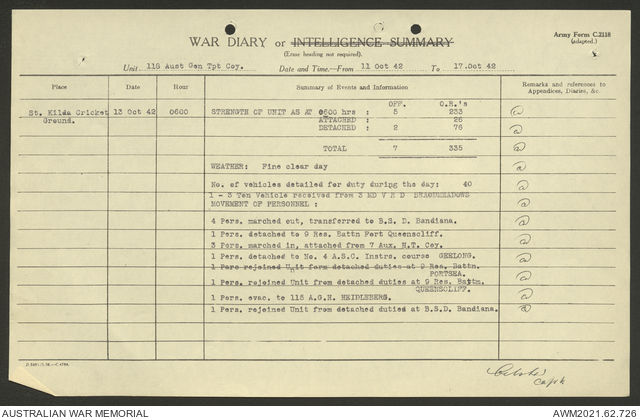 WAR DIARY or INTELLIGENCE SUMMARY
(Erase heading not required).
Army Form C.2118
(adapted.)
Unit. 118 Aust Gen Tpt Coy. Date and Time.—From 11 Oct 42 To 17.Oct 42
Place Date Hour Summary of Events and Information Remarks and references to Appendices, Diaries, &c.
OFF. O.R.'s
St. Kilda Cricket 13 Oct 42 0600 STRENGTH OF UNIT AS AT 0600 hrs : 5 233
Ground. ATTACHED : 26
DETACHED : 2 76
TOTAL 7 335
WEATHER: Fine clear day
No. of vehicles detailed for duty during the day: 40
1 - 3 Ton Vehicle received from 3 MD V R D BROADMEADOWS
MOVEMENT OF PERSONNEL :
4 Pers. marched out, transferred to B.S. D. Bandiana.
1 Pers. detached to 9 Res. Battn Fort Queenscliff.
3 Pers. marched in, attached from 7 Aux. H.T. Coy.
1 Pers. detached to No. 4 A.S.C. Instrs. course GEELONG.
1 Pers rejoined Unit form detached duties at 9 Res. Battn.
PORTSEA.
1 Pers. rejoined Unit from detached duties at 9 Res. Battn.
QUEENSCLIFF.
1 Pers. evac. to 115 A.G.H. HEIDLEBERG.
1 Pers. rejoined Unit from detached duties at B.S.D. Bandiana.
Capt
AUSTRALIAN WAR MEMORIAL
AWM2021.62.726